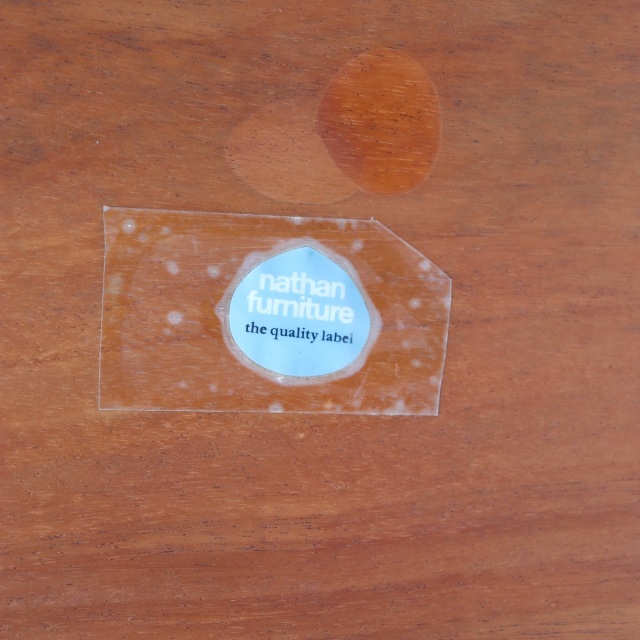 nathan
furniture
the quality label